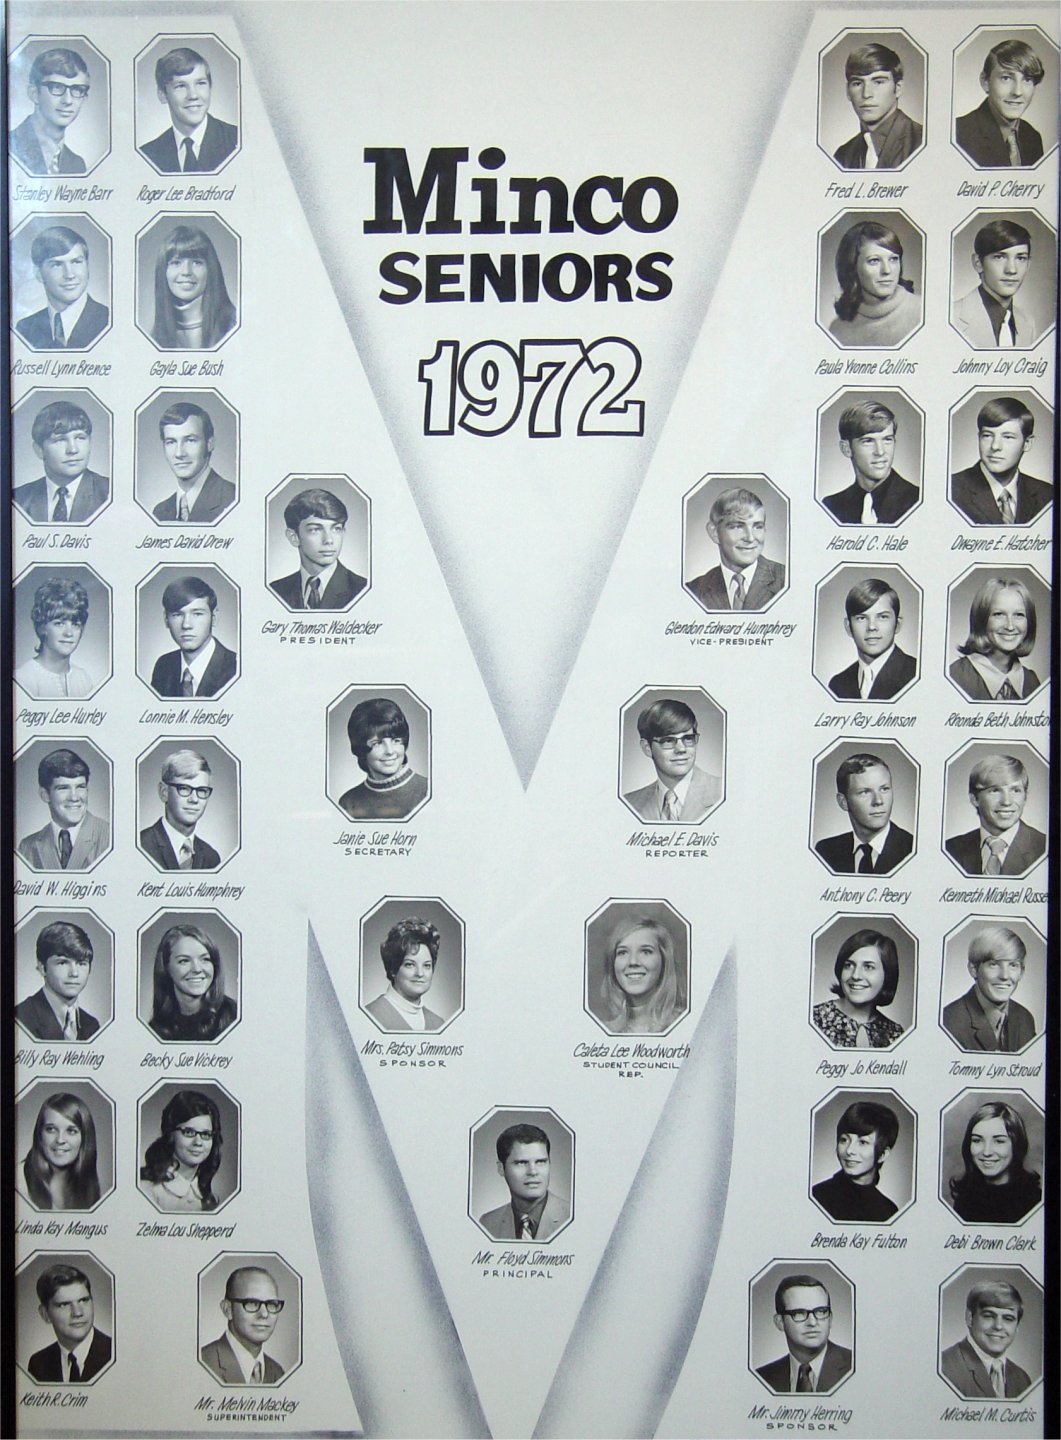 Minco
SENIORS
1972
Stanley Wayne Barr
Roger Lee Bradford
Fred L. Brewer
David P. Cherry
Russell Lynn Brence
Gayla Sue Bush
Paula Yvonne Collins
Johnny Loy Craig
Paul S. Davis
James David Drew
Harold C. Hale
Dwayne E. Hatcher
Gary Thomas Waldecker
PRESIDENT
Glendon Edward Humphrey
VICE-PRESIDENT
Peggy Lee Hurley
Lonnie M. Hensley
Larry Ray Johnson
Rhonda Beth Johnsto
Janie Sue Horn
SECRETARY
Michael E. Davis
REPORTER
David W. Higgins
Kent Louis Humphrey
Anthony C. Peery
Kenneth Michael Russe
Billy Ray Wehling
Becky Sue Vickrey
Mrs. Patsy Simmons
SPONSOR
Caleta Lee Woodworth
STUDENT COUNCIL
REP.
Peggy Jo Kendall
Tommy Lyn Stroud
Linda Kay Mangus
Zelma Lou Shepperd
Brenda Kay Fulton
Debi Brown Clark
Mr. Floyd Simmons
PRINCIPAL
Keith R. Crim
Mr. Melvin Mackey
SUPERINTENDENT
Mr. Jimmy Herring
SPONSOR
Michael M. Curtis